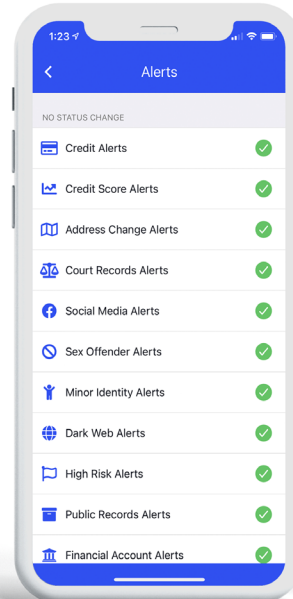 1:23
Alerts
NO STATUS CHANGE
Credit Alerts
Credit Score Alerts
Address Change Alerts
Court Records Alerts
Social Media Alerts
Sex Offender Alerts
Minor Identity Alerts
Dark Web Alerts
High Risk Alerts
Public Records Alerts
Financial Account Alerts